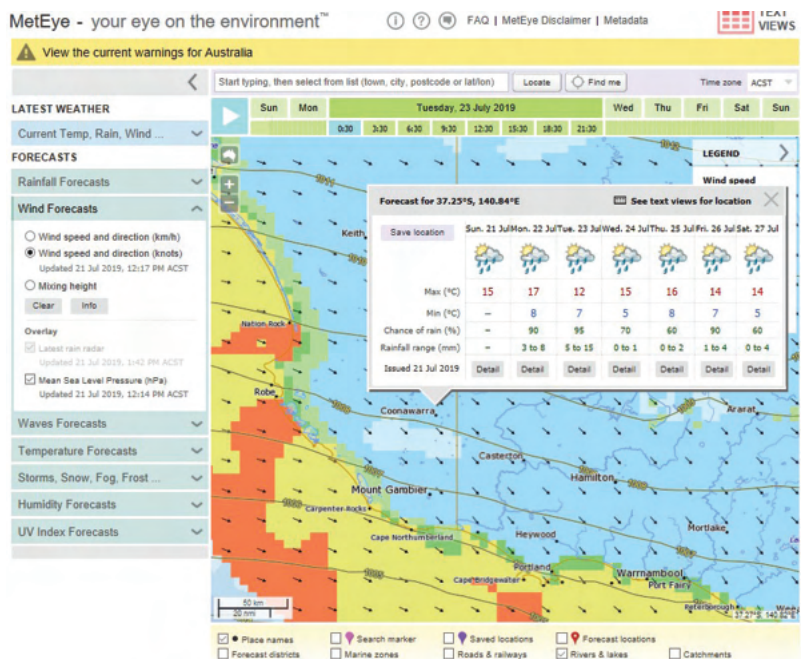 MetEye - your eye on the environment™
FAQ | MetEye Disclaimer | Metadata
TEXT
VIEWS
View the current warnings for Australia
Start typing, then select from list (town, city, postcode or lat/lon)
Locate
Find me
Time zone ACST
LATEST WEATHER
Current Temp, Rain, Wind ...
FORECASTS
Rainfall Forecasts
Wind Forecasts
Wind speed and direction (km/h)
Wind speed and direction (knots)
Updated 21 Jul 2019, 12:17 PM ACST
Mixing height
Clear Info
Overlay
Latest rain radar
Updated 21 Jul 2019, 1:42 PM ACST
Mean Sea Level Pressure (hPa)
Updated 21 Jul 2019, 12:14 PM ACST
Waves Forecasts
Temperature Forecasts
Storms, Snow, Fog, Frost ...
Humidity Forecasts
UV Index Forecasts
Sun Mon Tuesday, 23 July 2019 Wed Thu Fri Sat Sun
0:30 3:30 6:30 9:30 12:30 15:30 18:30 21:30
LEGEND
Wind speed
Forecast for 37.25°S, 140.84°E
See text views for location
Save location
Sun. 21 Jul Mon. 22 Jul Tue. 23 Jul Wed. 24 Jul Thu. 25 Jul Fri. 26 Jul Sat. 27 Jul
Max (°C) 15 17 12 15 16 14 14
Min (°C) – 8 7 5 8 7 5
Chance of rain (%) – 90 95 70 60 90 60
Rainfall range (mm) – 3 to 8 5 to 15 0 to 1 0 to 2 1 to 4 0 to 4
Issued 21 Jul 2019 Detail Detail Detail Detail Detail Detail Detail
1042
1041
Keith
1040
Nation Rock
Robe
Coonawarra
Ararat
Casterton
Hamilton
Mount Gambier
Carpenter Rocks
Cape Northumberland
Heywood
Mortlake
Portland
Cape Bridgewater
Warrnambool
Port Fairy
Peterborough
50 km
20 nmi
37.27°S, 140.82°E
Place names
Search marker
Saved locations
Forecast locations
Forecast districts
Marine zones
Roads & railways
Rivers & lakes
Catchments